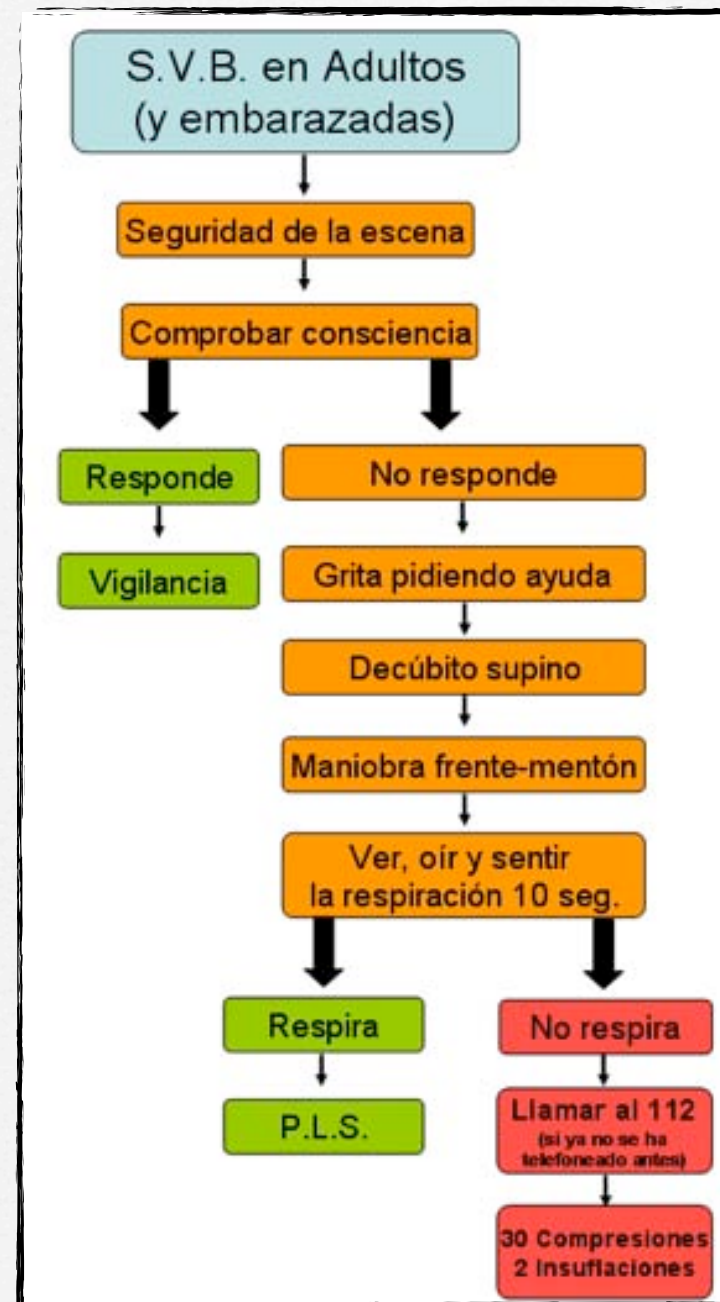 S.V.B. en Adultos
(y embarazadas)
Seguridad de la escena
Comprobar consciencia
Responde
No responde
Vigilancia
Grita pidiendo ayuda
Decúbito supino
Maniobra frente-mentón
Ver, oír y sentir
la respiración 10 seg.
Respira
No respira
P.L.S.
Llamar al 112
(si ya no se ha
telefoneado antes)
30 Compresiones
2 Insuflaciones